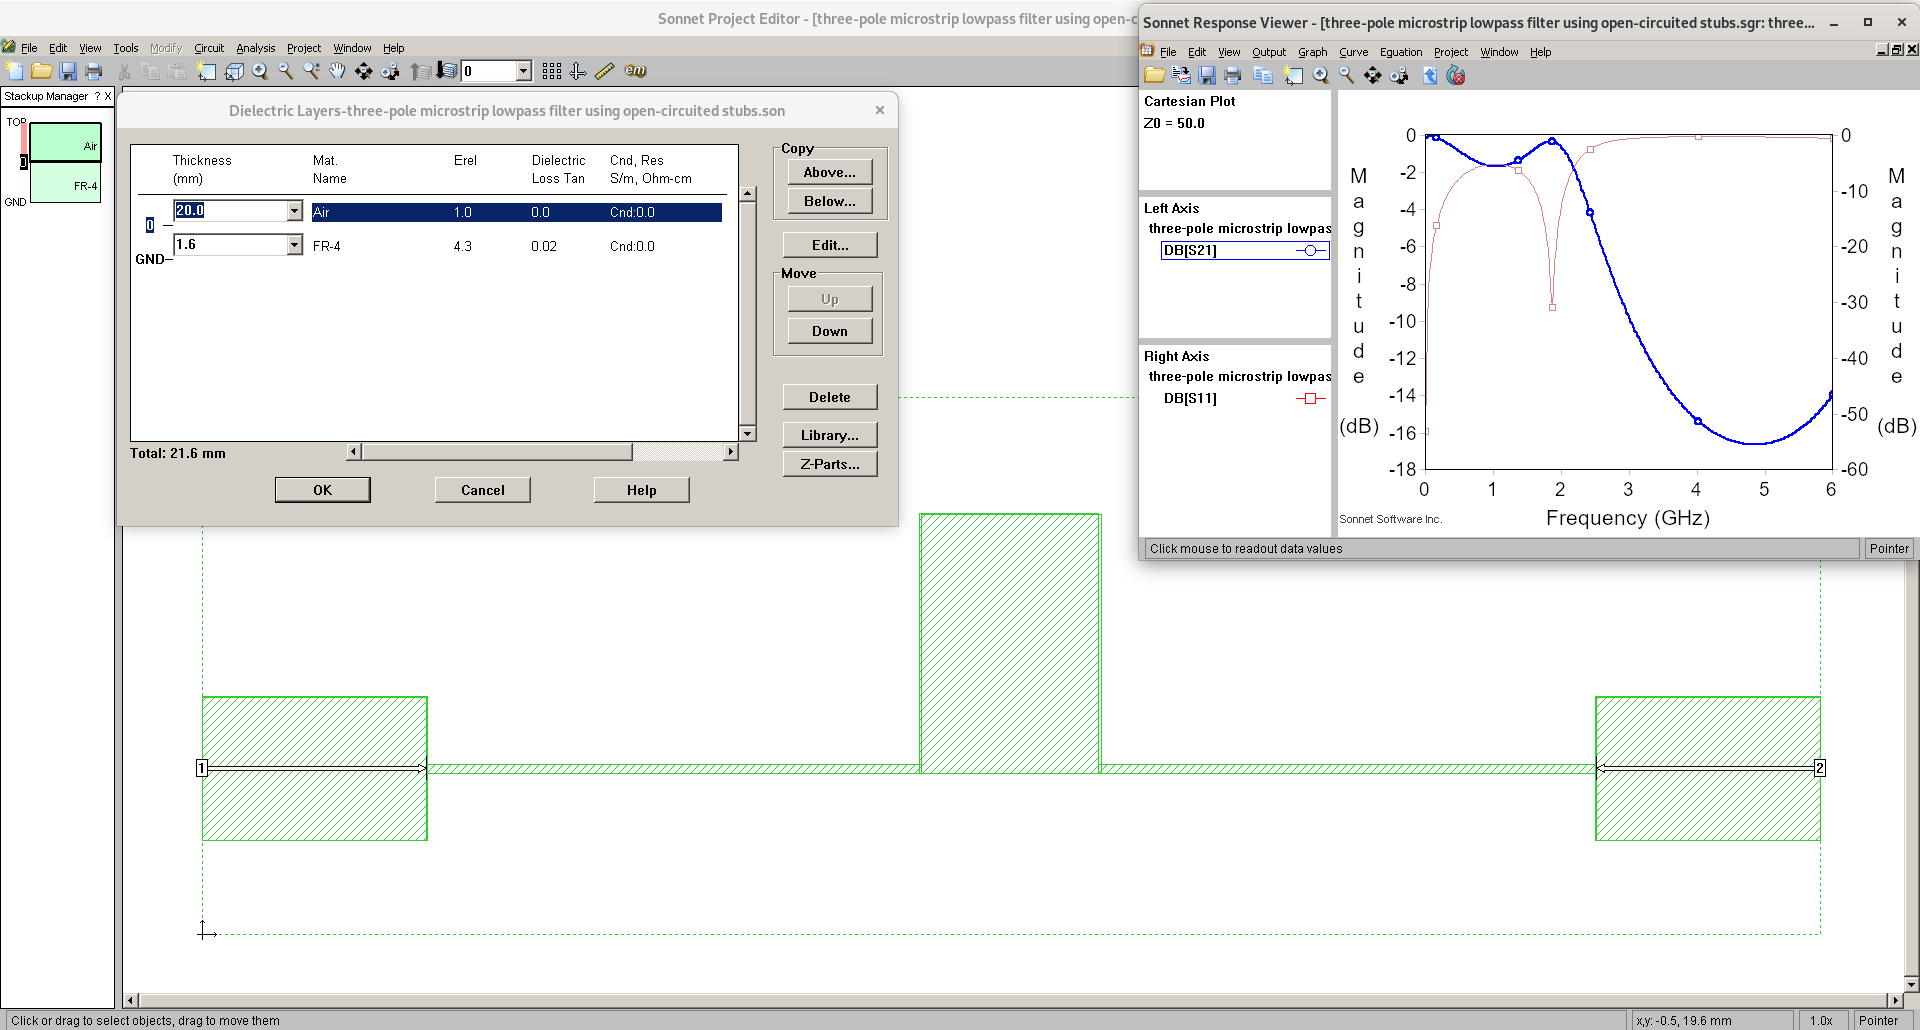 Sonnet Project Editor - [three-pole microstrip lowpass filter using open-c
File Edit View Tools Modify Circuit Analysis Project Window Help
0
em
Stackup Manager ? X
TOP
0
Air
FR-4
GND
Dielectric Layers-three-pole microstrip lowpass filter using open-circuited stubs.son
Thickness Mat. Erel Dielectric Cnd, Res
(mm) Name Loss Tan S/m, Ohm-cm
20.0 Air 1.0 0.0 Cnd:0.0
0
1.6 FR-4 4.3 0.02 Cnd:0.0
GND
Total: 21.6 mm
Copy
Above...
Below...
Edit...
Move
Up
Down
Delete
Library...
Z-Parts...
OK Cancel Help
1
2
Sonnet Response Viewer - [three-pole microstrip lowpass filter using open-circuited stubs.sgr: three...
File Edit View Output Graph Curve Equation Project Window Help
Cartesian Plot
Z0 = 50.0
Left Axis
three-pole microstrip lowpas
DB[S21]
Right Axis
three-pole microstrip lowpas
DB[S11]
Magnitude
(dB)
0
-2
-4
-6
-8
-10
-12
-14
-16
-18
0 1 2 3 4 5 6
Frequency (GHz)
0
-10
-20
-30
-40
-50
-60
Magnitude
(dB)
Sonnet Software Inc.
Click mouse to readout data values Pointer
Click or drag to select objects, drag to move them x,y: -0.5, 19.6 mm 1.0x Pointer